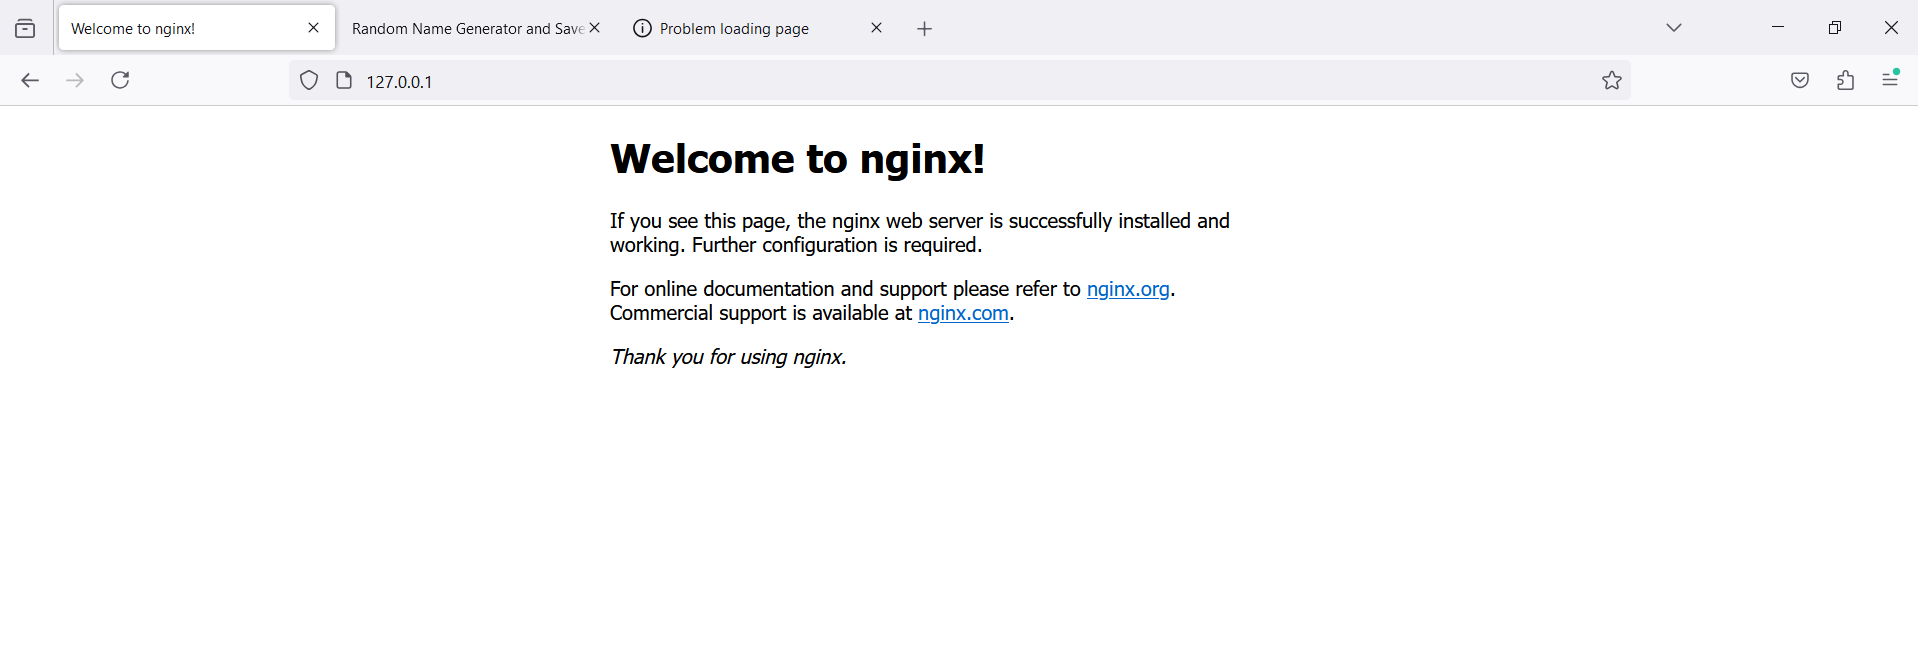 Welcome to nginx!
Random Name Generator and Save
Problem loading page
127.0.0.1
Welcome to nginx!
If you see this page, the nginx web server is successfully installed and
working. Further configuration is required.
For online documentation and support please refer to nginx.org.
Commercial support is available at nginx.com.
Thank you for using nginx.